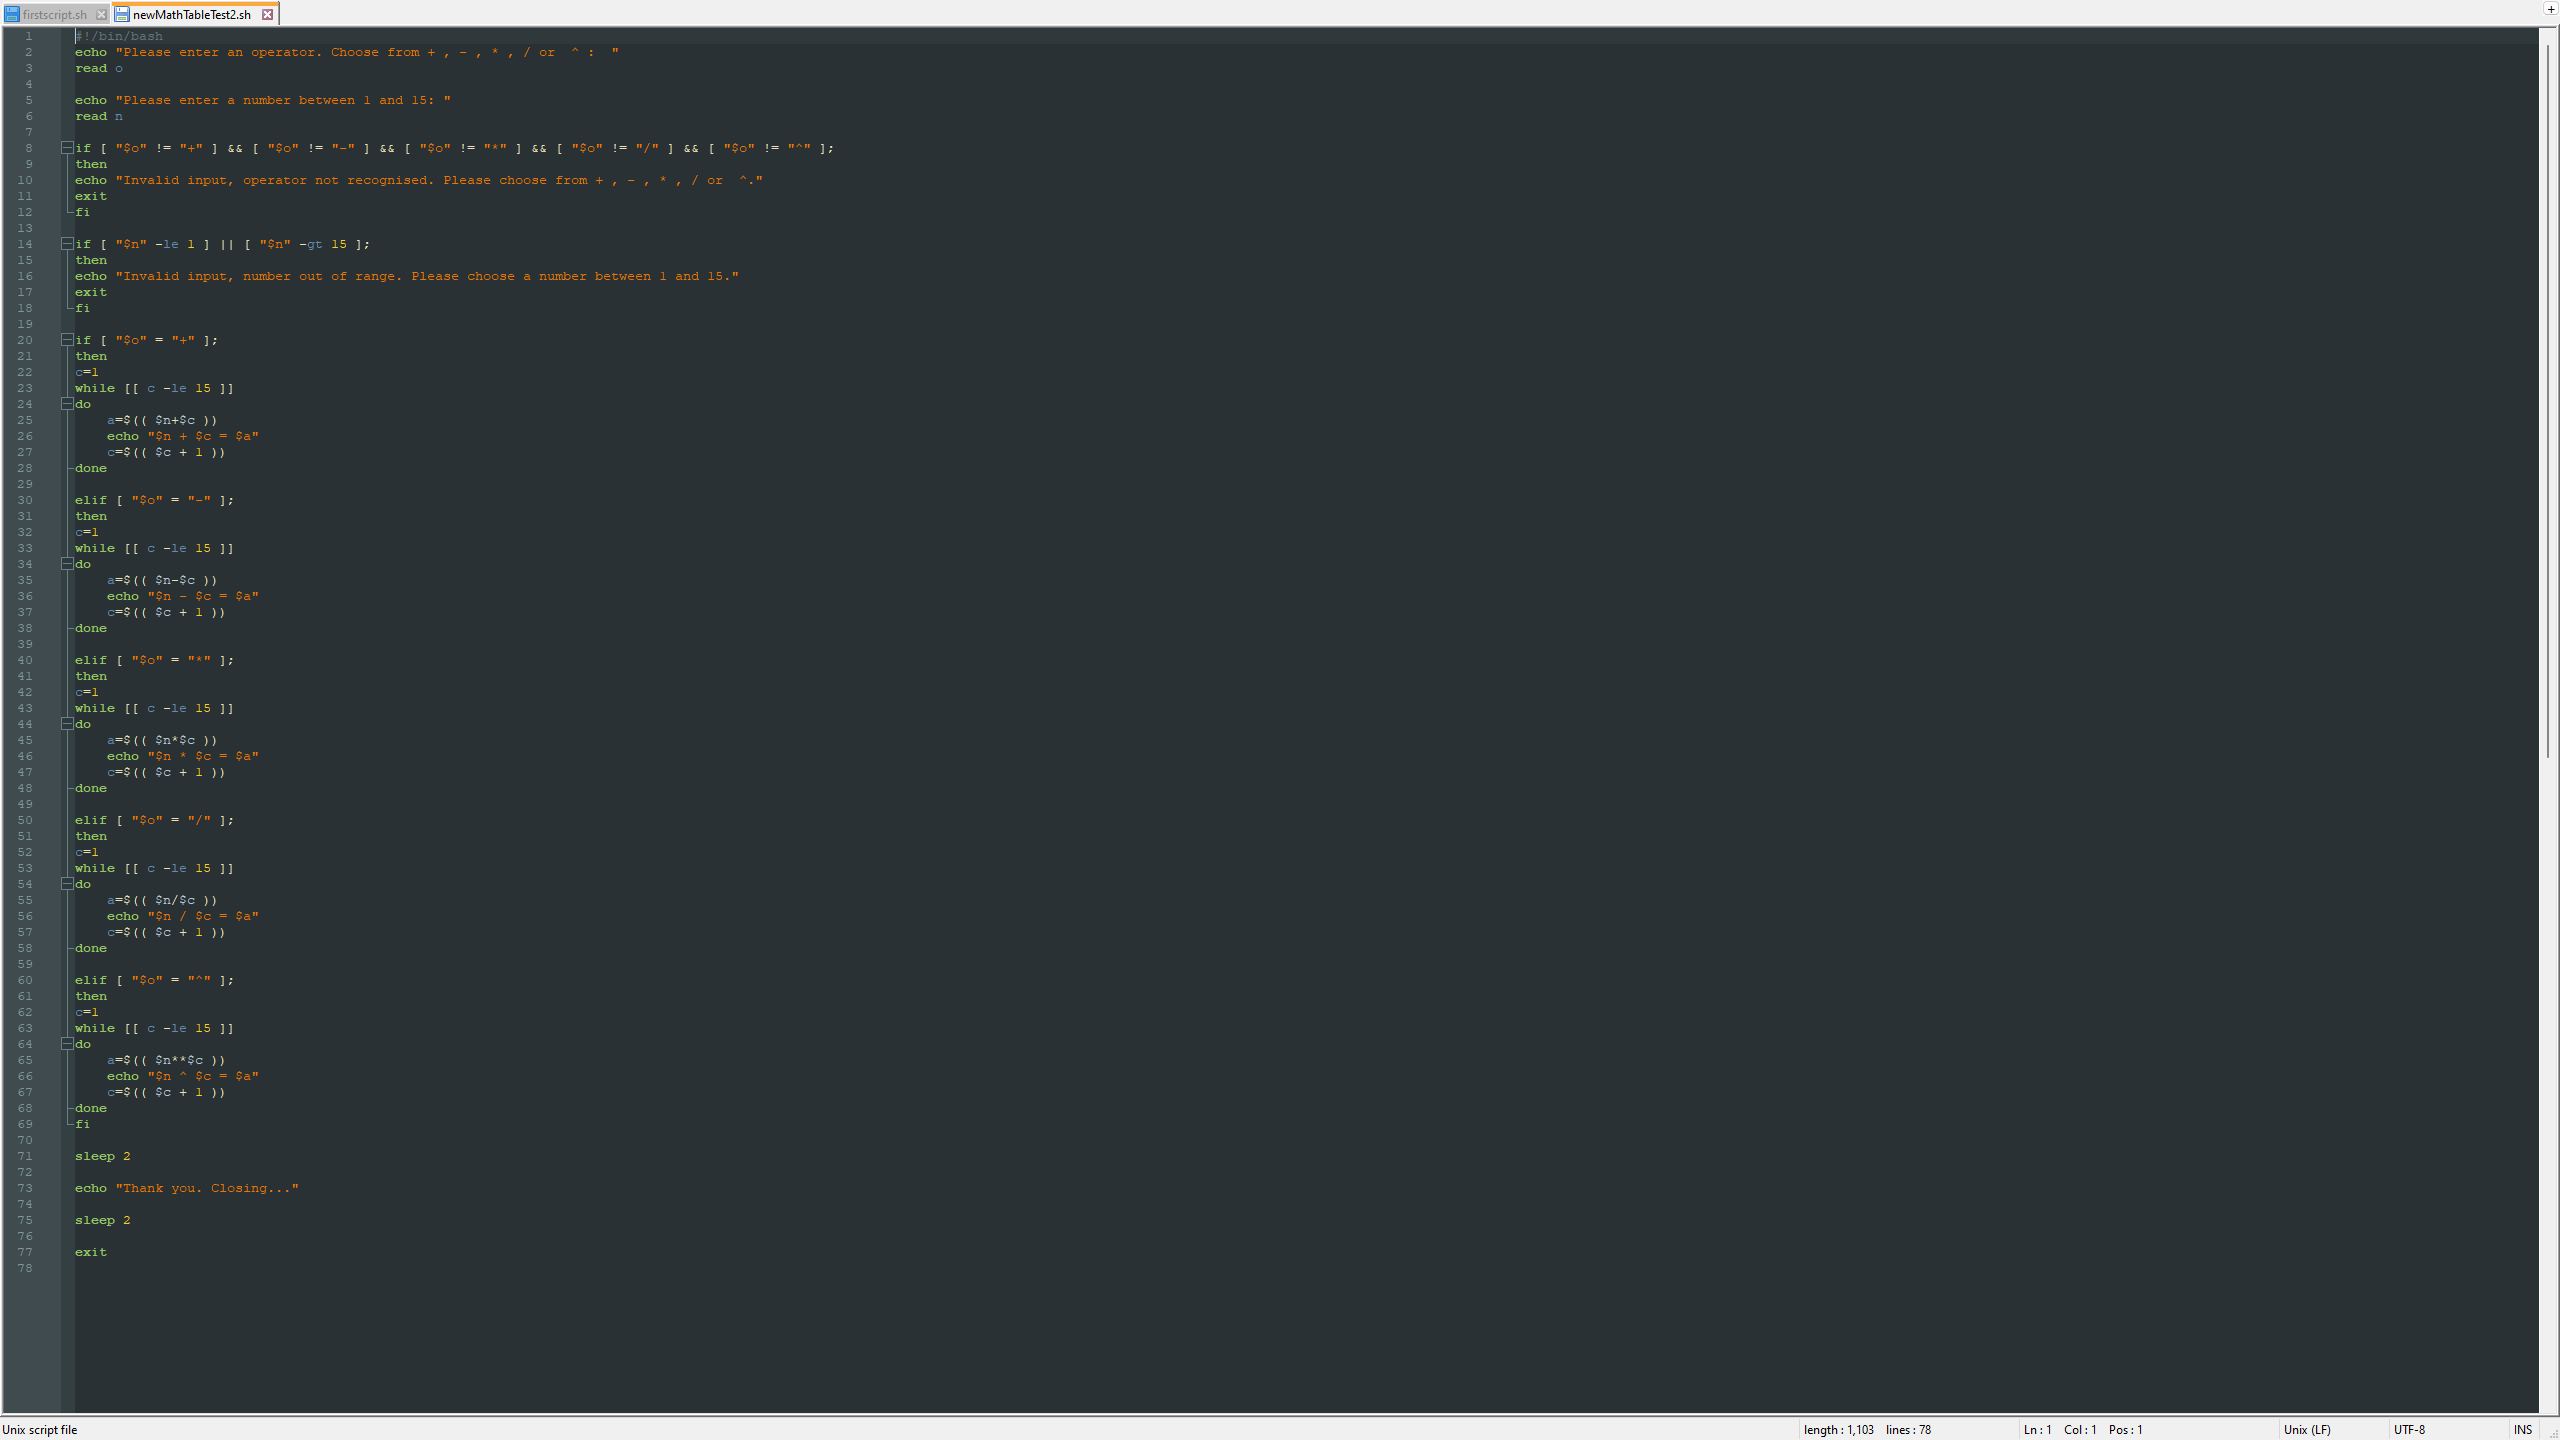 firstscript.sh newMathTableTest2.sh +
1 #!/bin/bash
2 echo "Please enter an operator. Choose from + , - , * , / or  ^ :  "
3 read o
4
5 echo "Please enter a number between 1 and 15: "
6 read n
7
8 if [ "$o" != "+" ] && [ "$o" != "-" ] && [ "$o" != "*" ] && [ "$o" != "/" ] && [ "$o" != "^" ];
9 then
10 echo "Invalid input, operator not recognised. Please choose from + , - , * , / or  ^."
11 exit
12 fi
13
14 if [ "$n" -le 1 ] || [ "$n" -gt 15 ];
15 then
16 echo "Invalid input, number out of range. Please choose a number between 1 and 15."
17 exit
18 fi
19
20 if [ "$o" = "+" ];
21 then
22 c=1
23 while [[ c -le 15 ]]
24 do
25     a=$(( $n+$c ))
26     echo "$n + $c = $a"
27     c=$(( $c + 1 ))
28 done
29
30 elif [ "$o" = "-" ];
31 then
32 c=1
33 while [[ c -le 15 ]]
34 do
35     a=$(( $n-$c ))
36     echo "$n - $c = $a"
37     c=$(( $c + 1 ))
38 done
39
40 elif [ "$o" = "*" ];
41 then
42 c=1
43 while [[ c -le 15 ]]
44 do
45     a=$(( $n*$c ))
46     echo "$n * $c = $a"
47     c=$(( $c + 1 ))
48 done
49
50 elif [ "$o" = "/" ];
51 then
52 c=1
53 while [[ c -le 15 ]]
54 do
55     a=$(( $n/$c ))
56     echo "$n / $c = $a"
57     c=$(( $c + 1 ))
58 done
59
60 elif [ "$o" = "^" ];
61 then
62 c=1
63 while [[ c -le 15 ]]
64 do
65     a=$(( $n**$c ))
66     echo "$n ^ $c = $a"
67     c=$(( $c + 1 ))
68 done
69 fi
70
71 sleep 2
72
73 echo "Thank you. Closing..."
74
75 sleep 2
76
77 exit
78
Unix script file length : 1,103 lines : 78 Ln : 1 Col : 1 Pos : 1 Unix (LF) UTF-8 INS